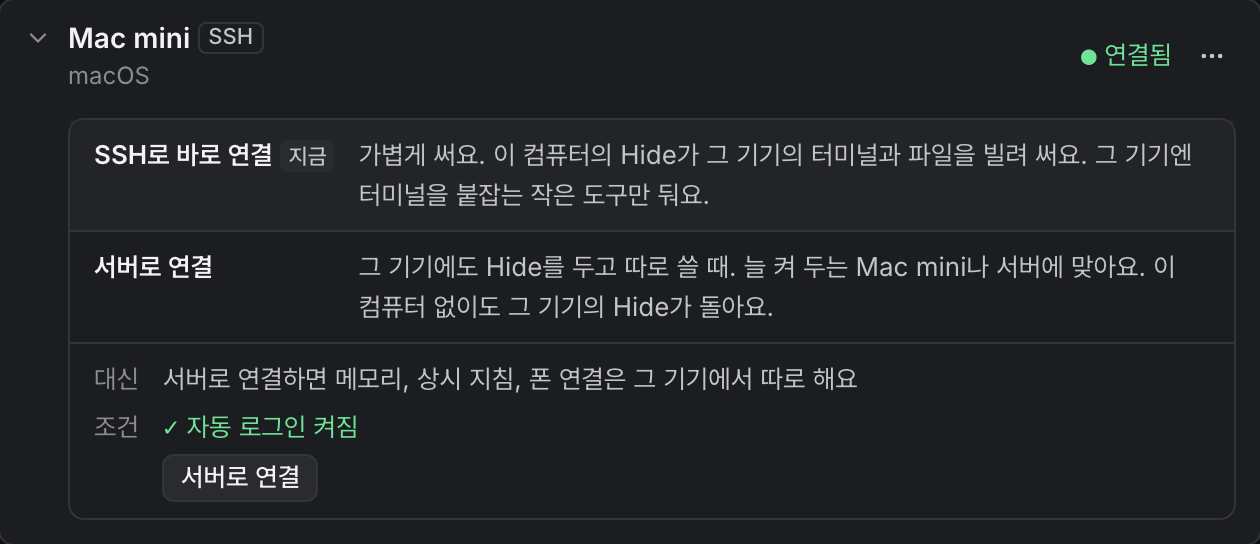 Mac mini SSH
macOS
● 연결됨 ···
SSH로 바로 연결 지금
가볍게 써요. 이 컴퓨터의 Hide가 그 기기의 터미널과 파일을 빌려 써요. 그 기기엔
터미널을 붙잡는 작은 도구만 둬요.
서버로 연결
그 기기에도 Hide를 두고 따로 쓸 때. 늘 켜 두는 Mac mini나 서버에 맞아요. 이
컴퓨터 없이도 그 기기의 Hide가 돌아요.
대신 서버로 연결하면 메모리, 상시 지침, 폰 연결은 그 기기에서 따로 해요
조건 ✓ 자동 로그인 켜짐
서버로 연결